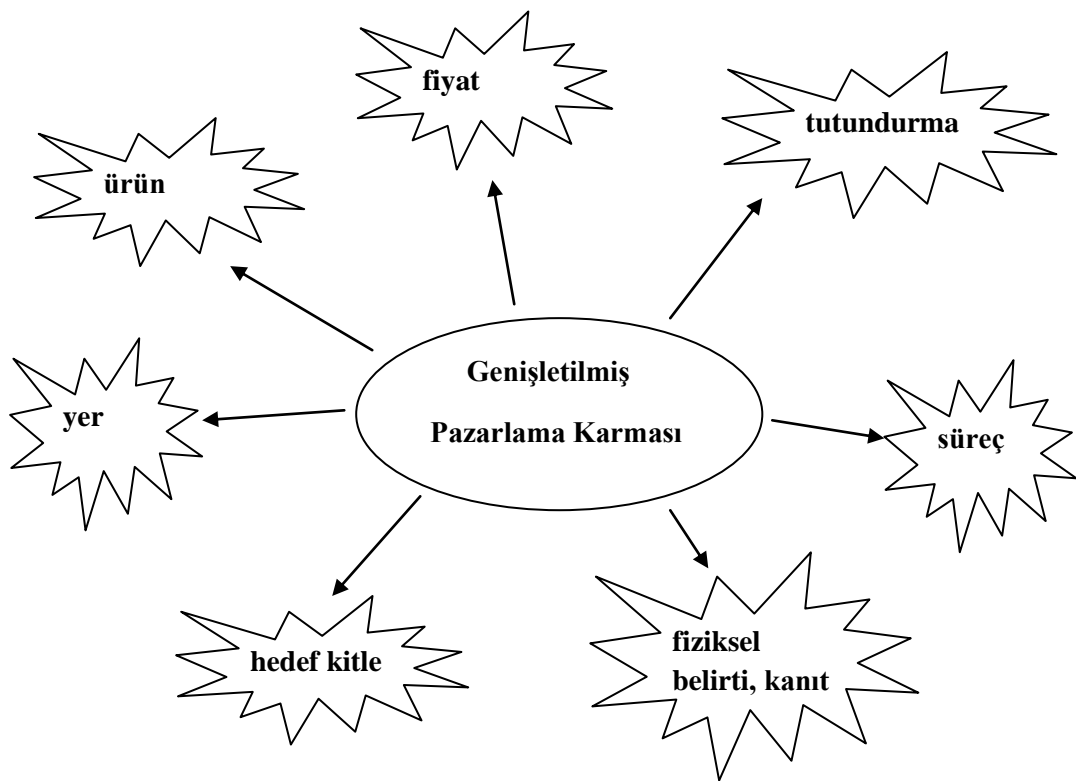 fiyat
tutundurma
ürün
Genişletilmiş
Pazarlama Karması
yer
süreç
hedef kitle
fiziksel
belirti, kanıt